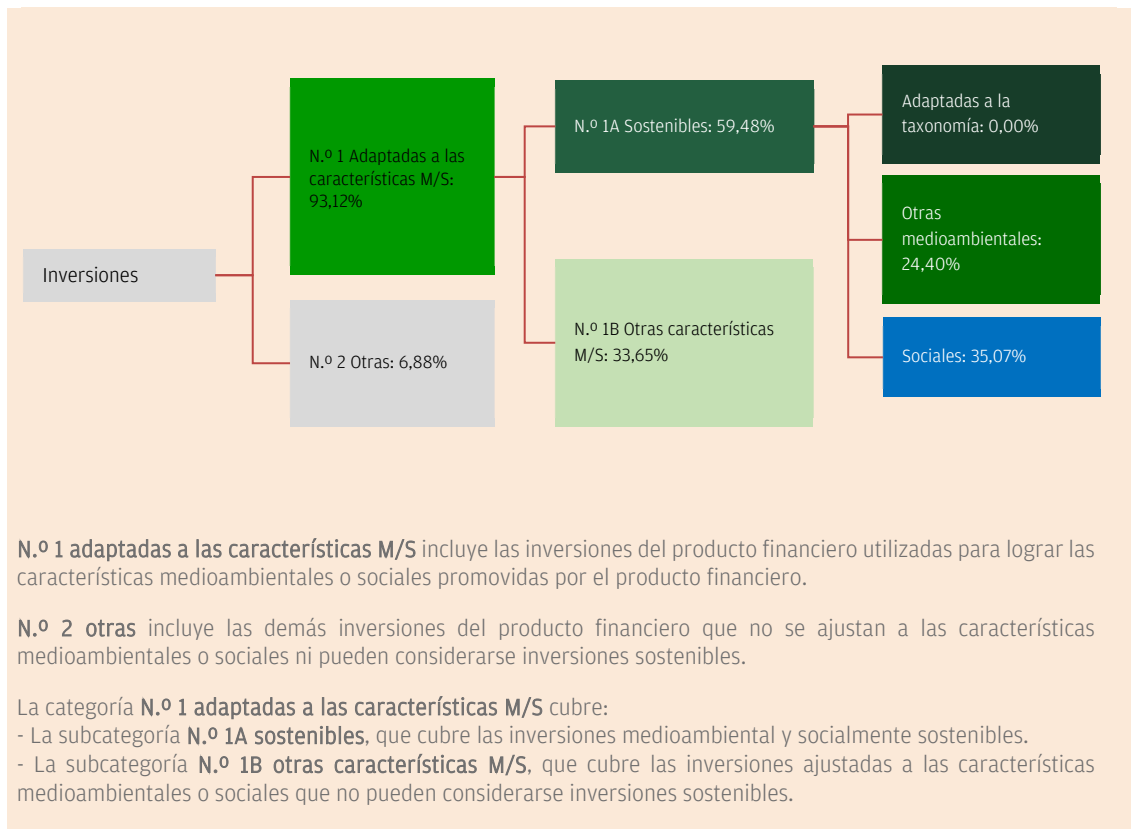 Inversiones
N.º 1 Adaptadas a las
características M/S:
93,12%
N.º 2 Otras: 6,88%
N.º 1A Sostenibles: 59,48%
N.º 1B Otras características
M/S: 33,65%
Adaptadas a la
taxonomía: 0,00%
Otras
medioambientales:
24,40%
Sociales: 35,07%
N.º 1 adaptadas a las características M/S incluye las inversiones del producto financiero utilizadas para lograr las
características medioambientales o sociales promovidas por el producto financiero.
N.º 2 otras incluye las demás inversiones del producto financiero que no se ajustan a las características
medioambientales o sociales ni pueden considerarse inversiones sostenibles.
La categoría N.º 1 adaptadas a las características M/S cubre:
- La subcategoría N.º 1A sostenibles, que cubre las inversiones medioambiental y socialmente sostenibles.
- La subcategoría N.º 1B otras características M/S, que cubre las inversiones ajustadas a las características
medioambientales o sociales que no pueden considerarse inversiones sostenibles.